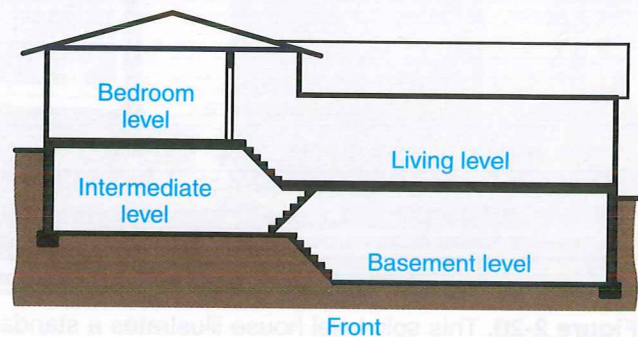 Bedroom
level
Living level
Intermediate
level
Basement level
Front